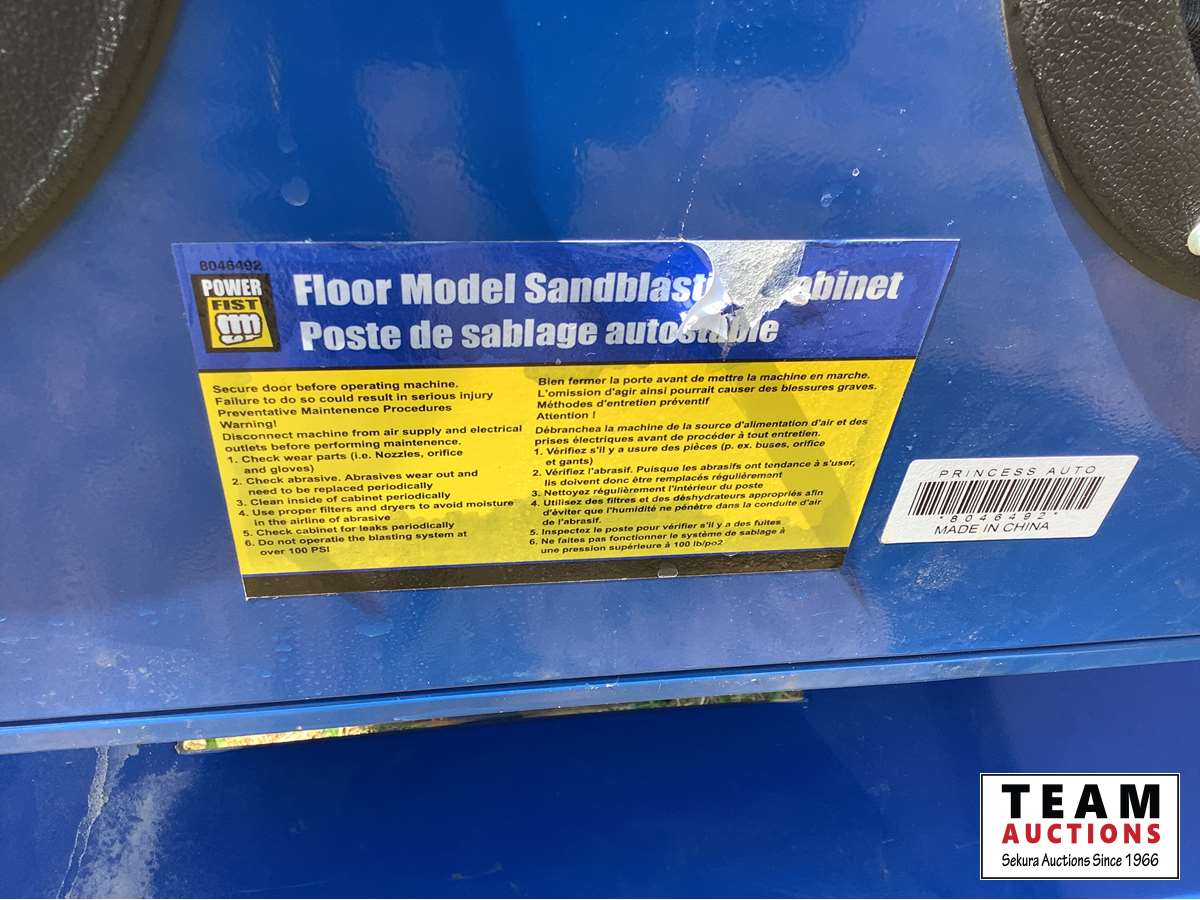 8046492
POWER
FIST
Floor Model Sandblasti abinet
Poste de sablage autostable
Secure door before operating machine.
Failure to do so could result in serious injury
Preventative Maintenence Procedures
Warning!
Disconnect machine from air supply and electrical
outlets before performing maintenence.
1. Check wear parts (i.e. Nozzles, orifice
and gloves)
2. Check abrasive. Abrasives wear out and
need to be replaced periodically
3. Clean inside of cabinet periodically
4. Use proper filters and dryers to avoid moisture
in the airline of abrasive
5. Check cabinet for leaks periodically
6. Do not operatie the blasting system at
over 100 PSI
Bien fermer la porte avant de mettre la machine en marche.
L'omission d'agir ainsi pourrait causer des blessures graves.
Méthodes d'entretien préventif
Attention !
Débranchea la machine de la source d'alimentation d'air et des
prises électriques avant de procéder à tout entretien.
1. Vérifiez s'il y a usure des pièces (p. ex. buses, orifice
et gants)
2. Vérifiez l'abrasif. Puisque les abrasifs ont tendance à s'user,
lis doivent donc être remplacés régulièrement
3. Nettoyez régulièrement l'intérieur du poste
4. Utilisez des filtres et des déshydrateurs appropriés afin
d'éviter que l'humidité ne pénètre dans la conduite d'air
de l'abrasif.
5. Inspectez le poste pour vérifier s'il y a des fuites
6. Ne faites pas fonctionner le système de sablage à
une pression supérieure à 100 lb/po2
PRINCESS AUTO
*8046492*
MADE IN CHINA
TEAM
AUCTIONS
Sekura Auctions Since 1966